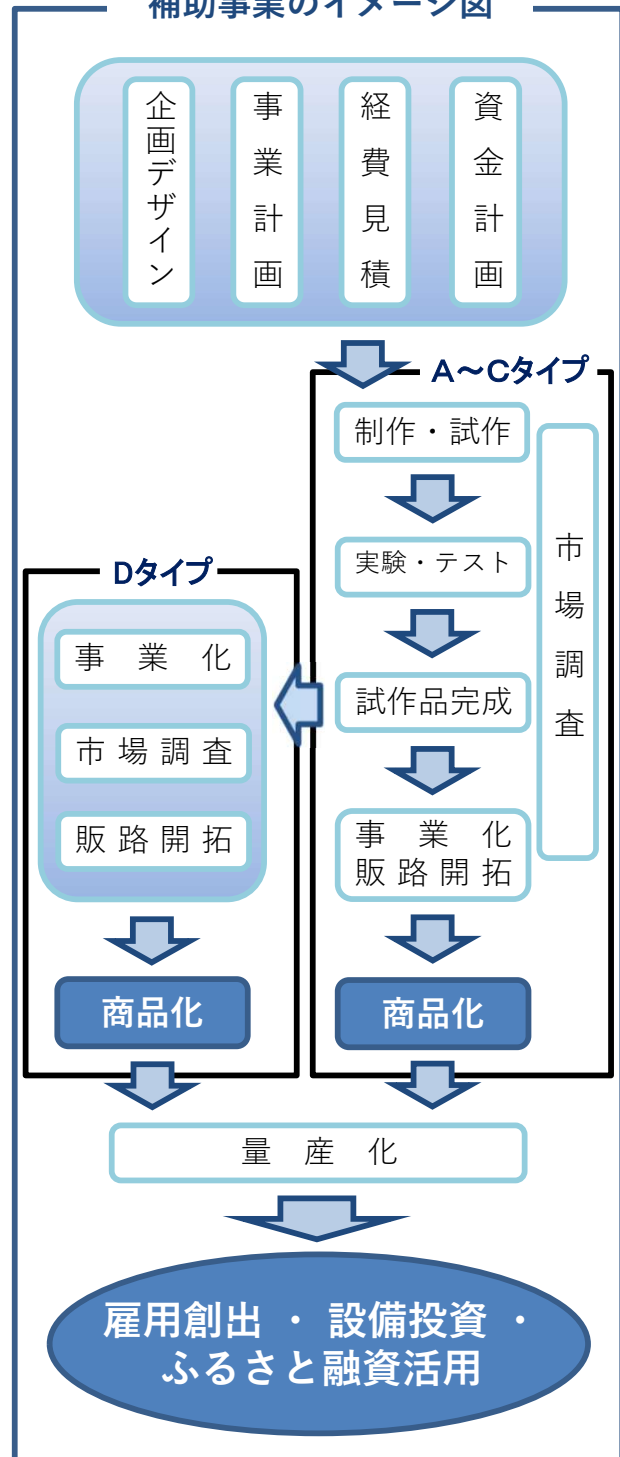 補助事業のイメージ図
企画デザイン
事業計画
経費見積
資金計画
A～Cタイプ
制作・試作
実験・テスト
試作品完成
事業化
販路開拓
市場調査
商品化
Dタイプ
事業化
市場調査
販路開拓
商品化
量産化
雇用創出 ・ 設備投資 ・
ふるさと融資活用